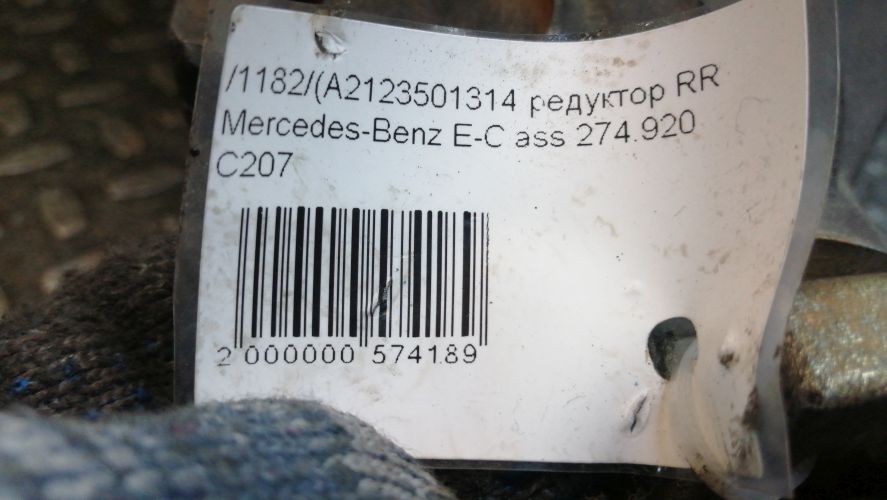 /1182/(A2123501314 редуктор RR
Mercedes-Benz E-C ass 274.920
C207
2 000000 574189